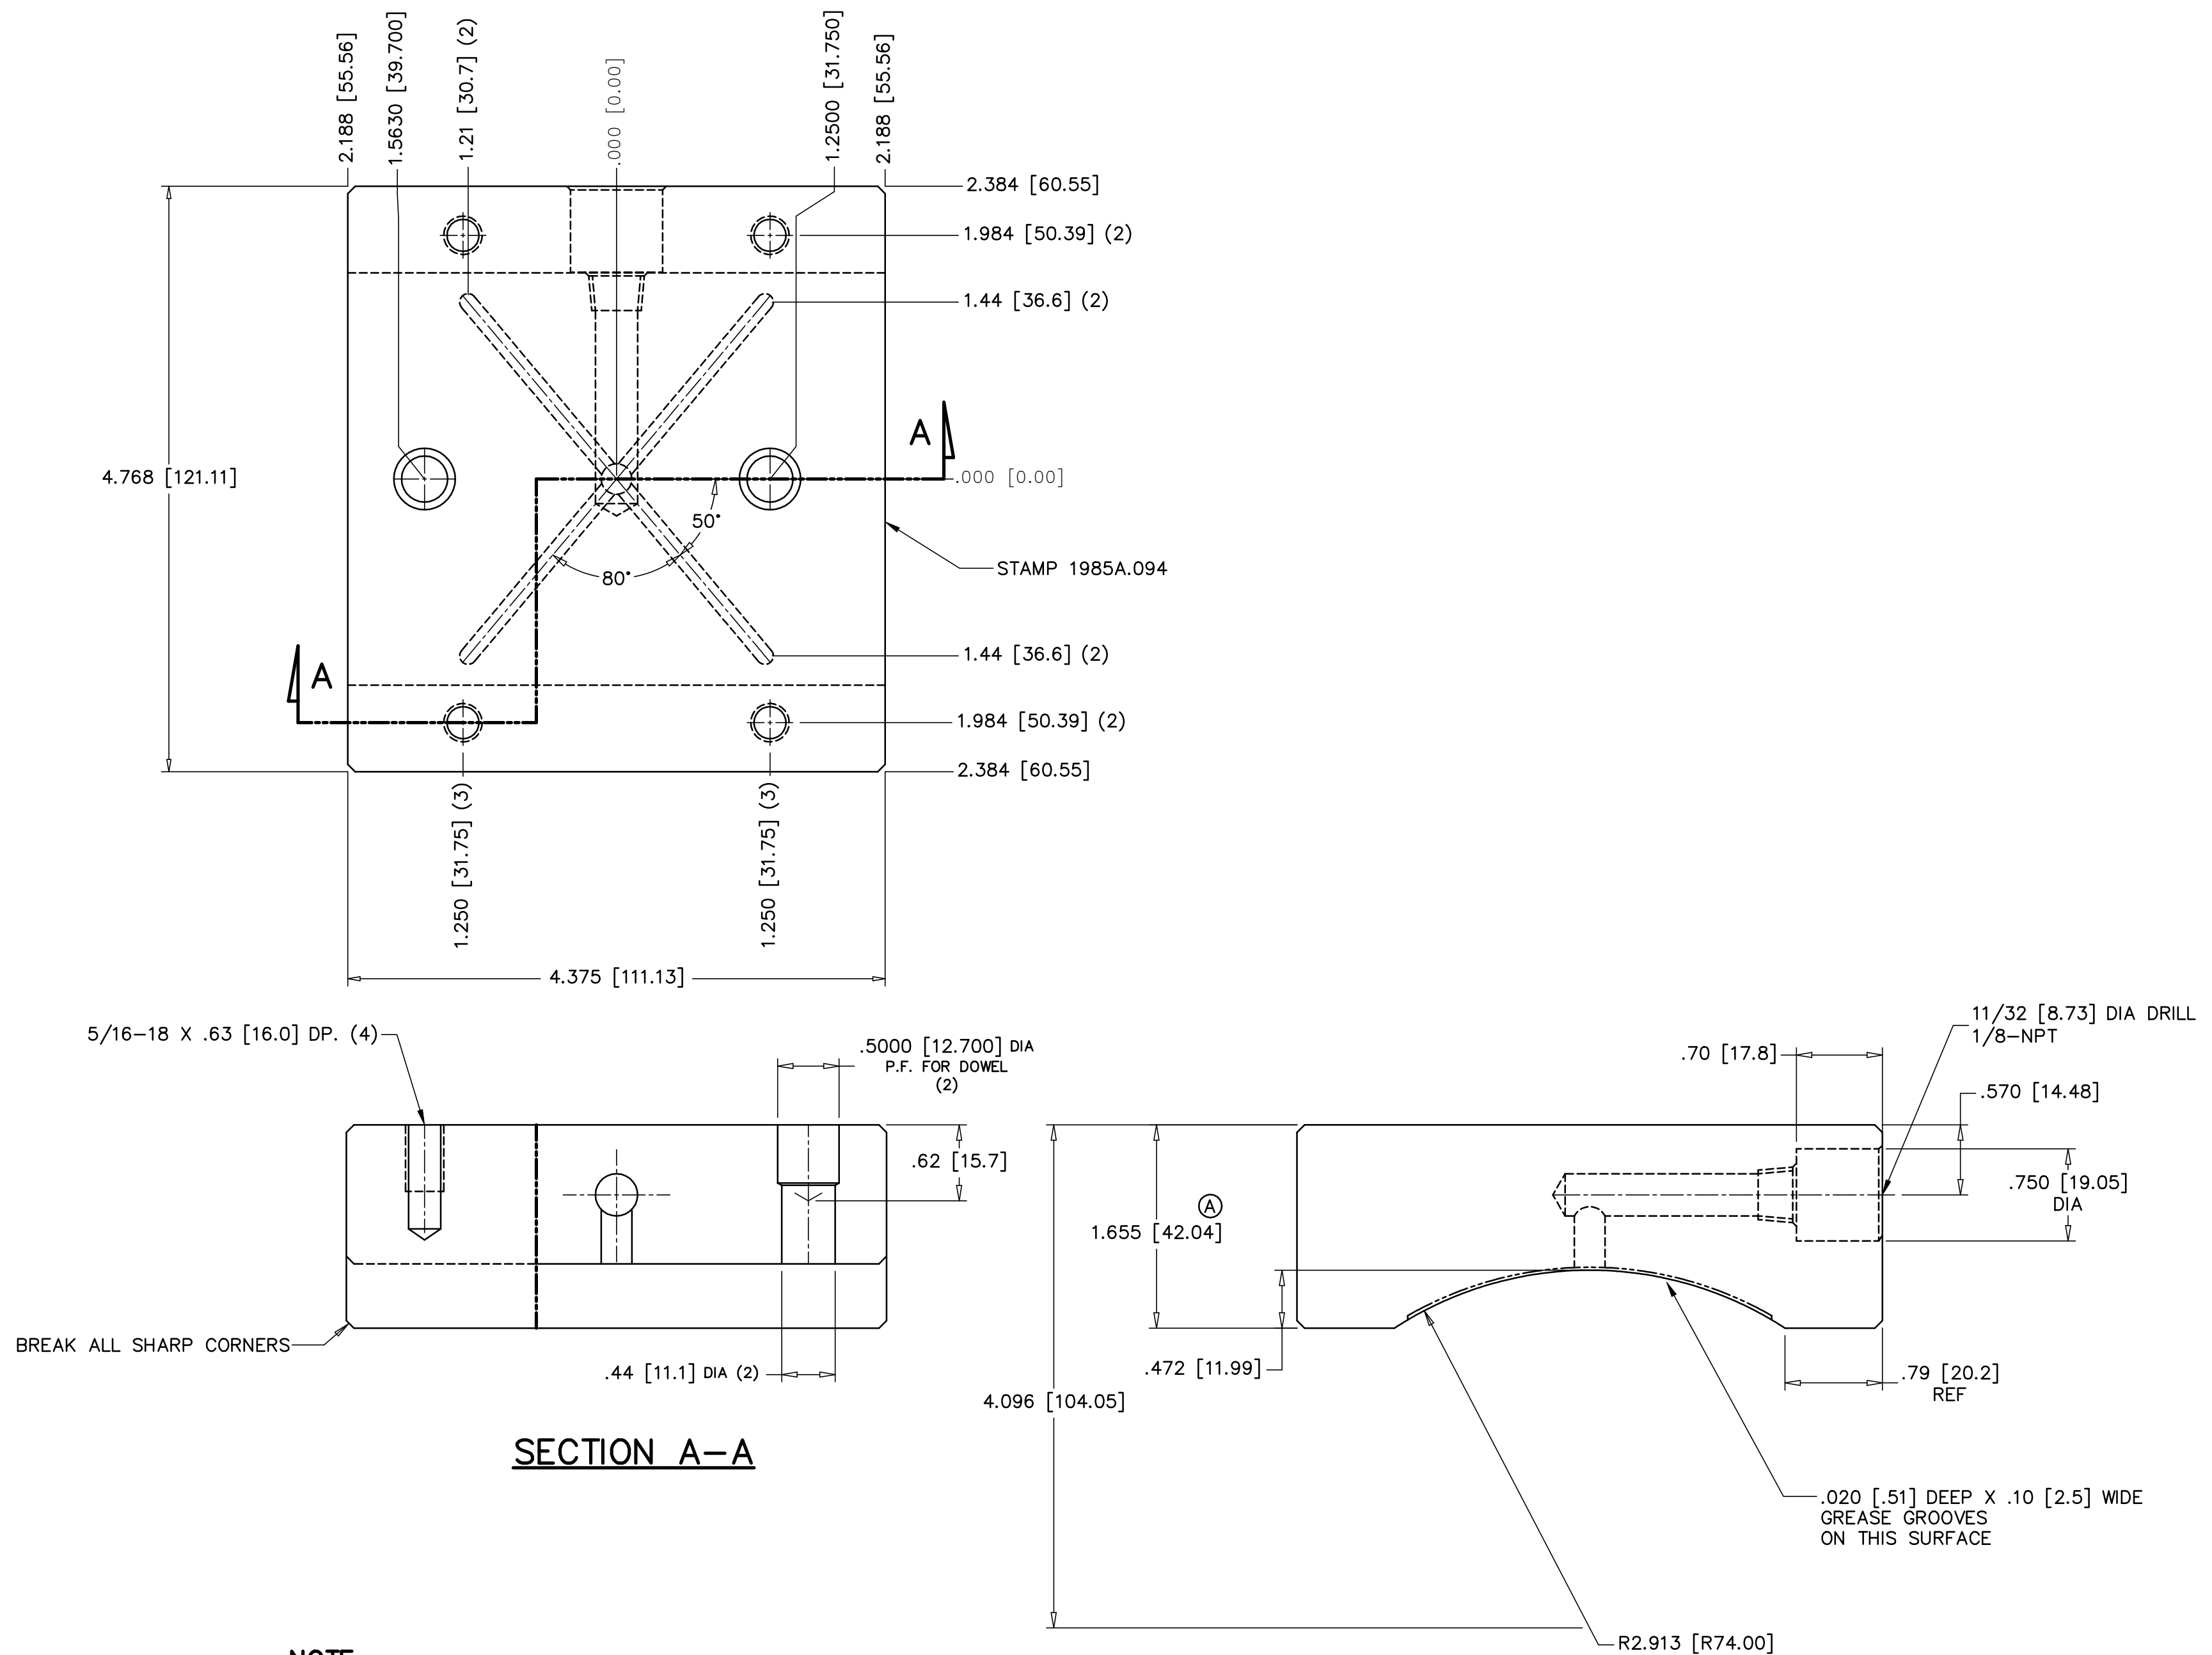 2.188 [55.56]
1.5630 [39.700]
1.21 [30.7] (2)
.000 [0.00]
1.2500 [31.750]
2.188 [55.56]
2.384 [60.55]
1.984 [50.39] (2)
1.44 [36.6] (2)
A
4.768 [121.11]
.000 [0.00]
50°
STAMP 1985A.094
80°
1.44 [36.6] (2)
A
1.984 [50.39] (2)
2.384 [60.55]
1.250 [31.75] (3)
1.250 [31.75] (3)
4.375 [111.13]
5/16-18 X .63 [16.0] DP. (4)
.5000 [12.700] DIA
P.F. FOR DOWEL
(2)
.62 [15.7]
BREAK ALL SHARP CORNERS
.44 [11.1] DIA (2)
SECTION A-A
11/32 [8.73] DIA DRILL
1/8-NPT
.70 [17.8]
.570 [14.48]
.750 [19.05]
DIA
A
1.655 [42.04]
.472 [11.99]
.79 [20.2]
REF
4.096 [104.05]
.020 [.51] DEEP X .10 [2.5] WIDE
GREASE GROOVES
ON THIS SURFACE
R2.913 [R74.00]
NOTE